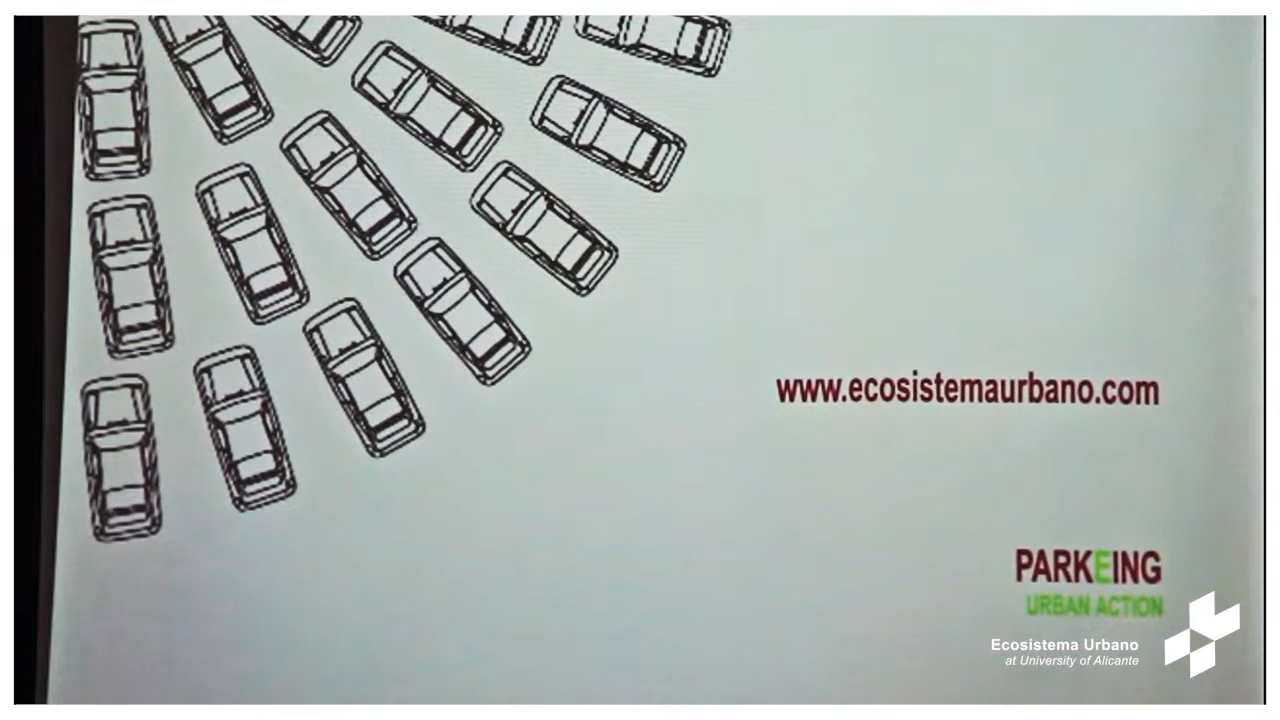 www.ecosistemaurbano.com
PARKEING
URBAN ACTION
Ecosistema Urbano
at University of Alicante